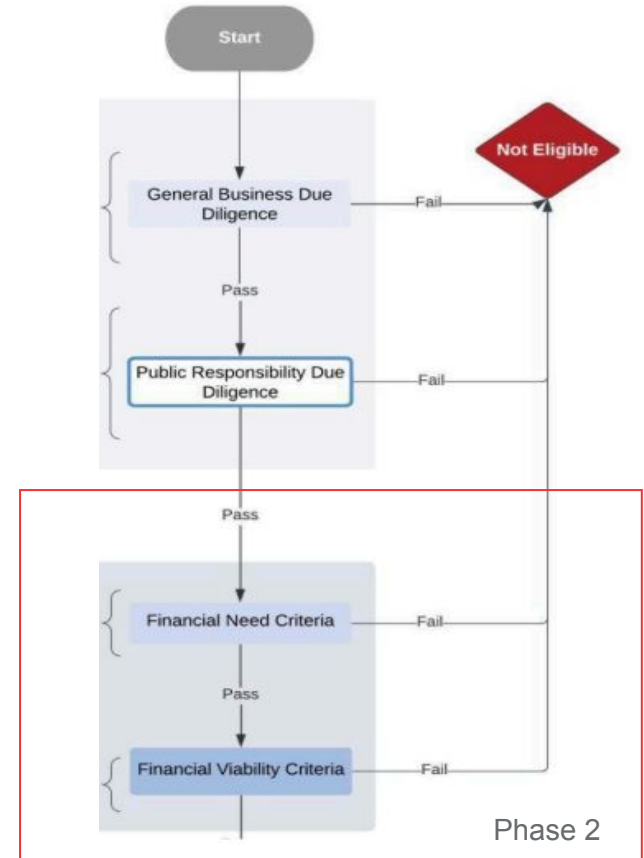 Start
Not Eligible
General Business Due
Diligence
Fail
Pass
Public Responsibility Due
Diligence
Fail
Pass
Financial Need Criteria
Fail
Pass
Financial Viability Criteria
Fail
Phase 2